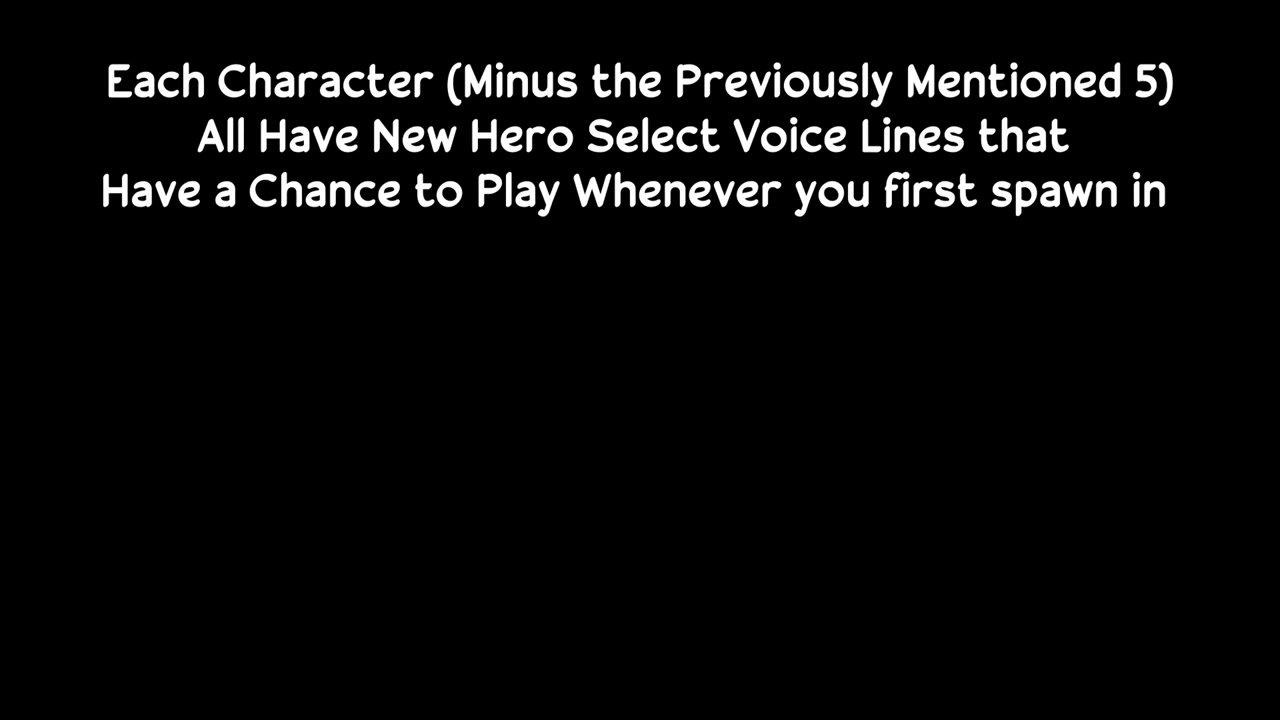 Each Character (Minus the Previously Mentioned 5)
All Have New Hero Select Voice Lines that
Have a Chance to Play Whenever you first spawn in